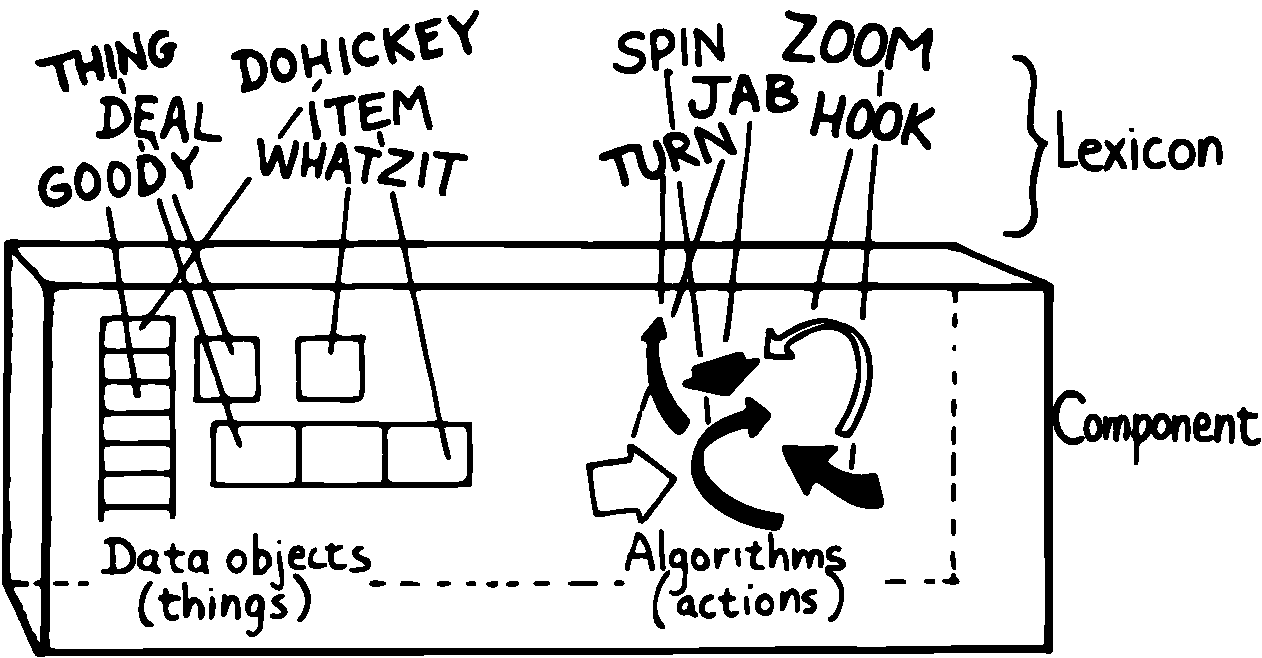 THING
DEAL
GOODY
DOHICKEY
ITEM
WHATZIT
SPIN
JAB
TURN
ZOOM
HOOK
Lexicon
Component
Data objects
(things)
Algorithms
(actions)